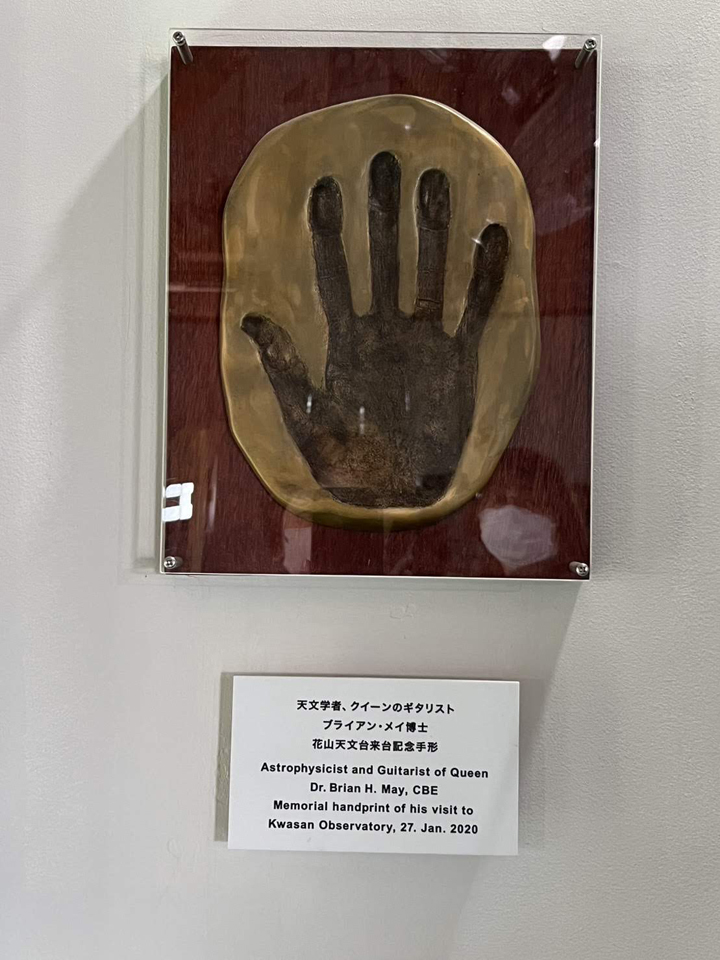 天文学者、クイーンのギタリスト
ブライアン・メイ博士
花山天文台来台記念手形
Astrophysicist and Guitarist of Queen
Dr. Brian H. May, CBE
Memorial handprint of his visit to
Kwasan Observatory, 27. Jan. 2020